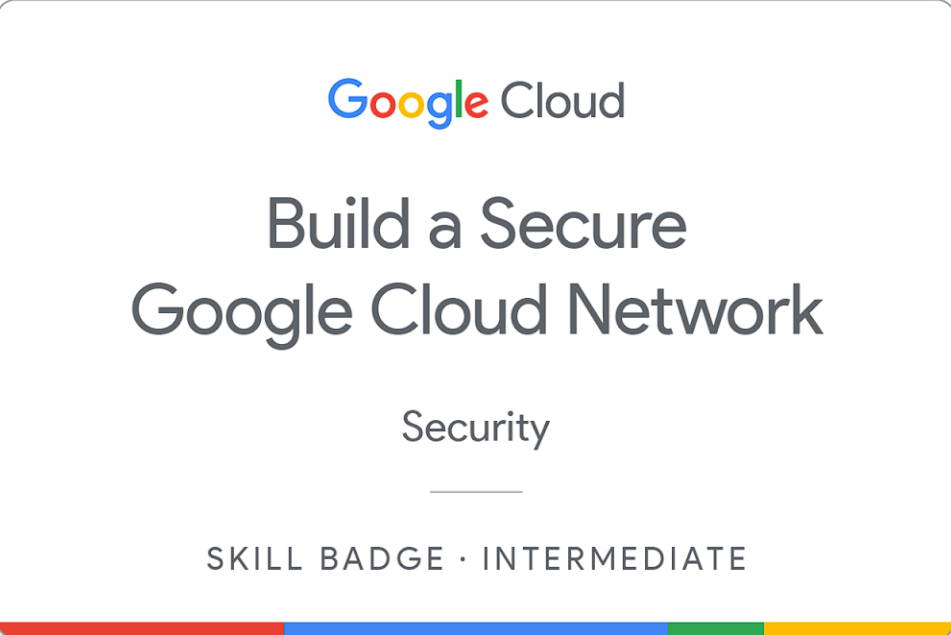 Google Cloud
Build a Secure
Google Cloud Network
Security
SKILL BADGE · INTERMEDIATE